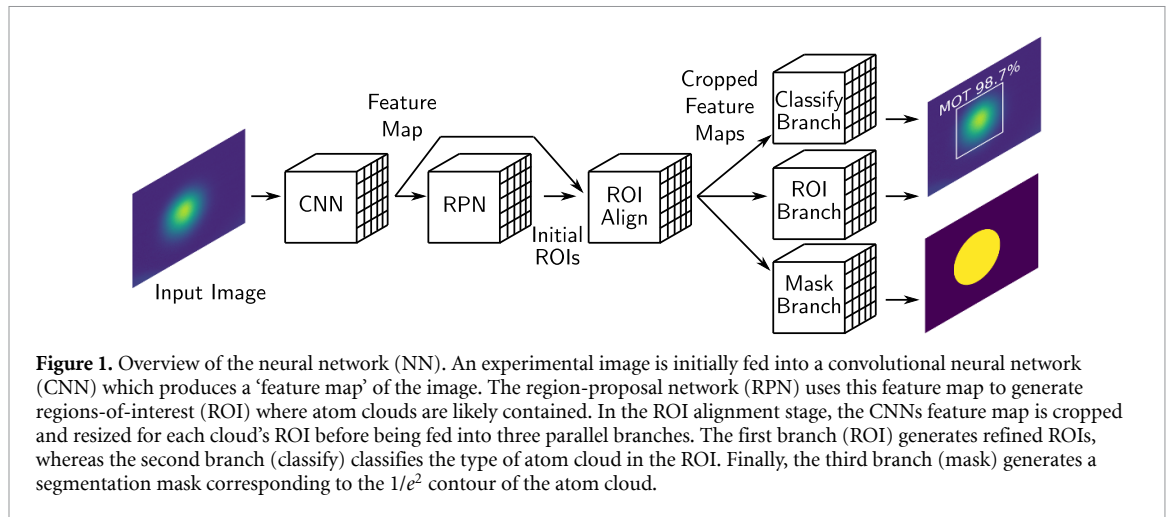 Feature
Map
Cropped
Feature
Maps
Classify
Branch
MOT 98.7%
CNN
RPN
ROI
Align
ROI
Branch
Initial
ROIs
Input Image
Mask
Branch
Figure 1. Overview of the neural network (NN). An experimental image is initially fed into a convolutional neural network
(CNN) which produces a ‘feature map’ of the image. The region-proposal network (RPN) uses this feature map to generate
regions-of-interest (ROI) where atom clouds are likely contained. In the ROI alignment stage, the CNNs feature map is cropped
and resized for each cloud’s ROI before being fed into three parallel branches. The first branch (ROI) generates refined ROIs,
whereas the second branch (classify) classifies the type of atom cloud in the ROI. Finally, the third branch (mask) generates a
segmentation mask corresponding to the 1/e² contour of the atom cloud.